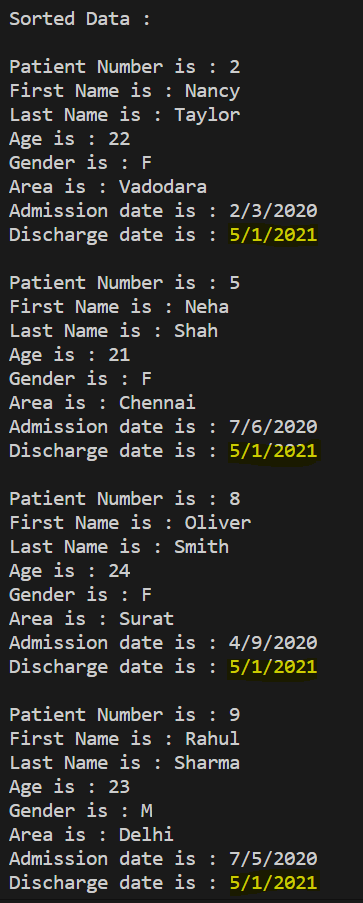 Sorted Data :
Patient Number is : 2
First Name is : Nancy
Last Name is : Taylor
Age is : 22
Gender is : F
Area is : Vadodara
Admission date is : 2/3/2020
Discharge date is : 5/1/2021
Patient Number is : 5
First Name is : Neha
Last Name is : Shah
Age is : 21
Gender is : F
Area is : Chennai
Admission date is : 7/6/2020
Discharge date is : 5/1/2021
Patient Number is : 8
First Name is : Oliver
Last Name is : Smith
Age is : 24
Gender is : F
Area is : Surat
Admission date is : 4/9/2020
Discharge date is : 5/1/2021
Patient Number is : 9
First Name is : Rahul
Last Name is : Sharma
Age is : 23
Gender is : M
Area is : Delhi
Admission date is : 7/5/2020
Discharge date is : 5/1/2021